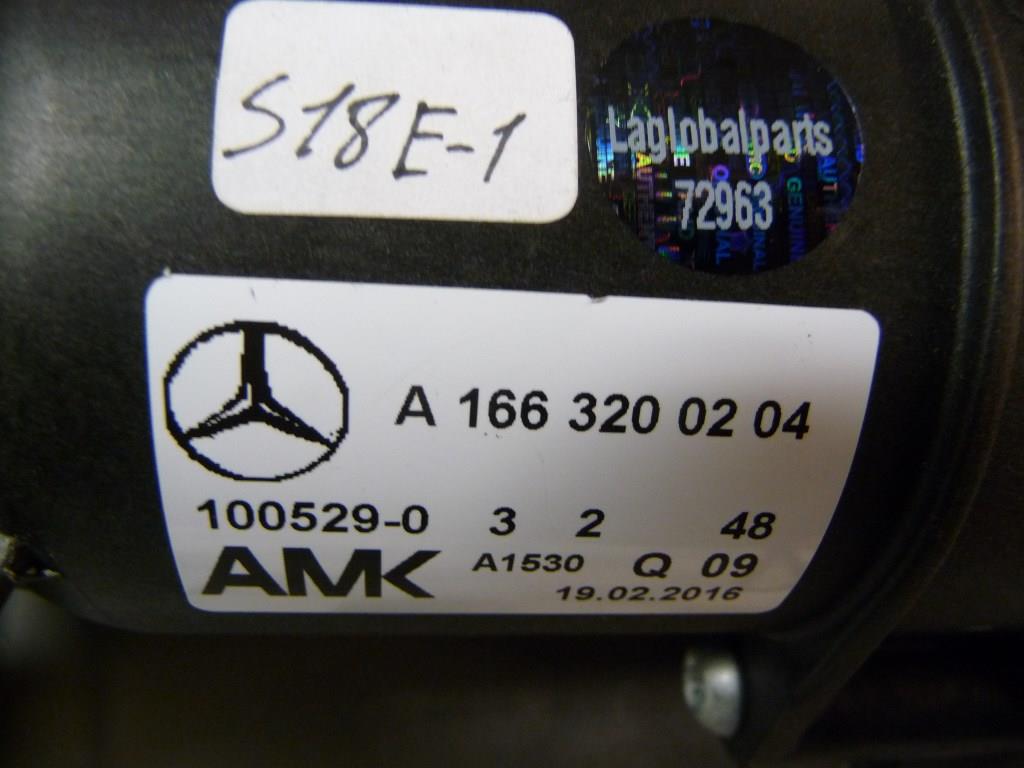 S18E-1
Laglobalparts
72963
A 166 320 02 04
100529-0 3 2 48
AMK A1530 Q 09
19.02.2016